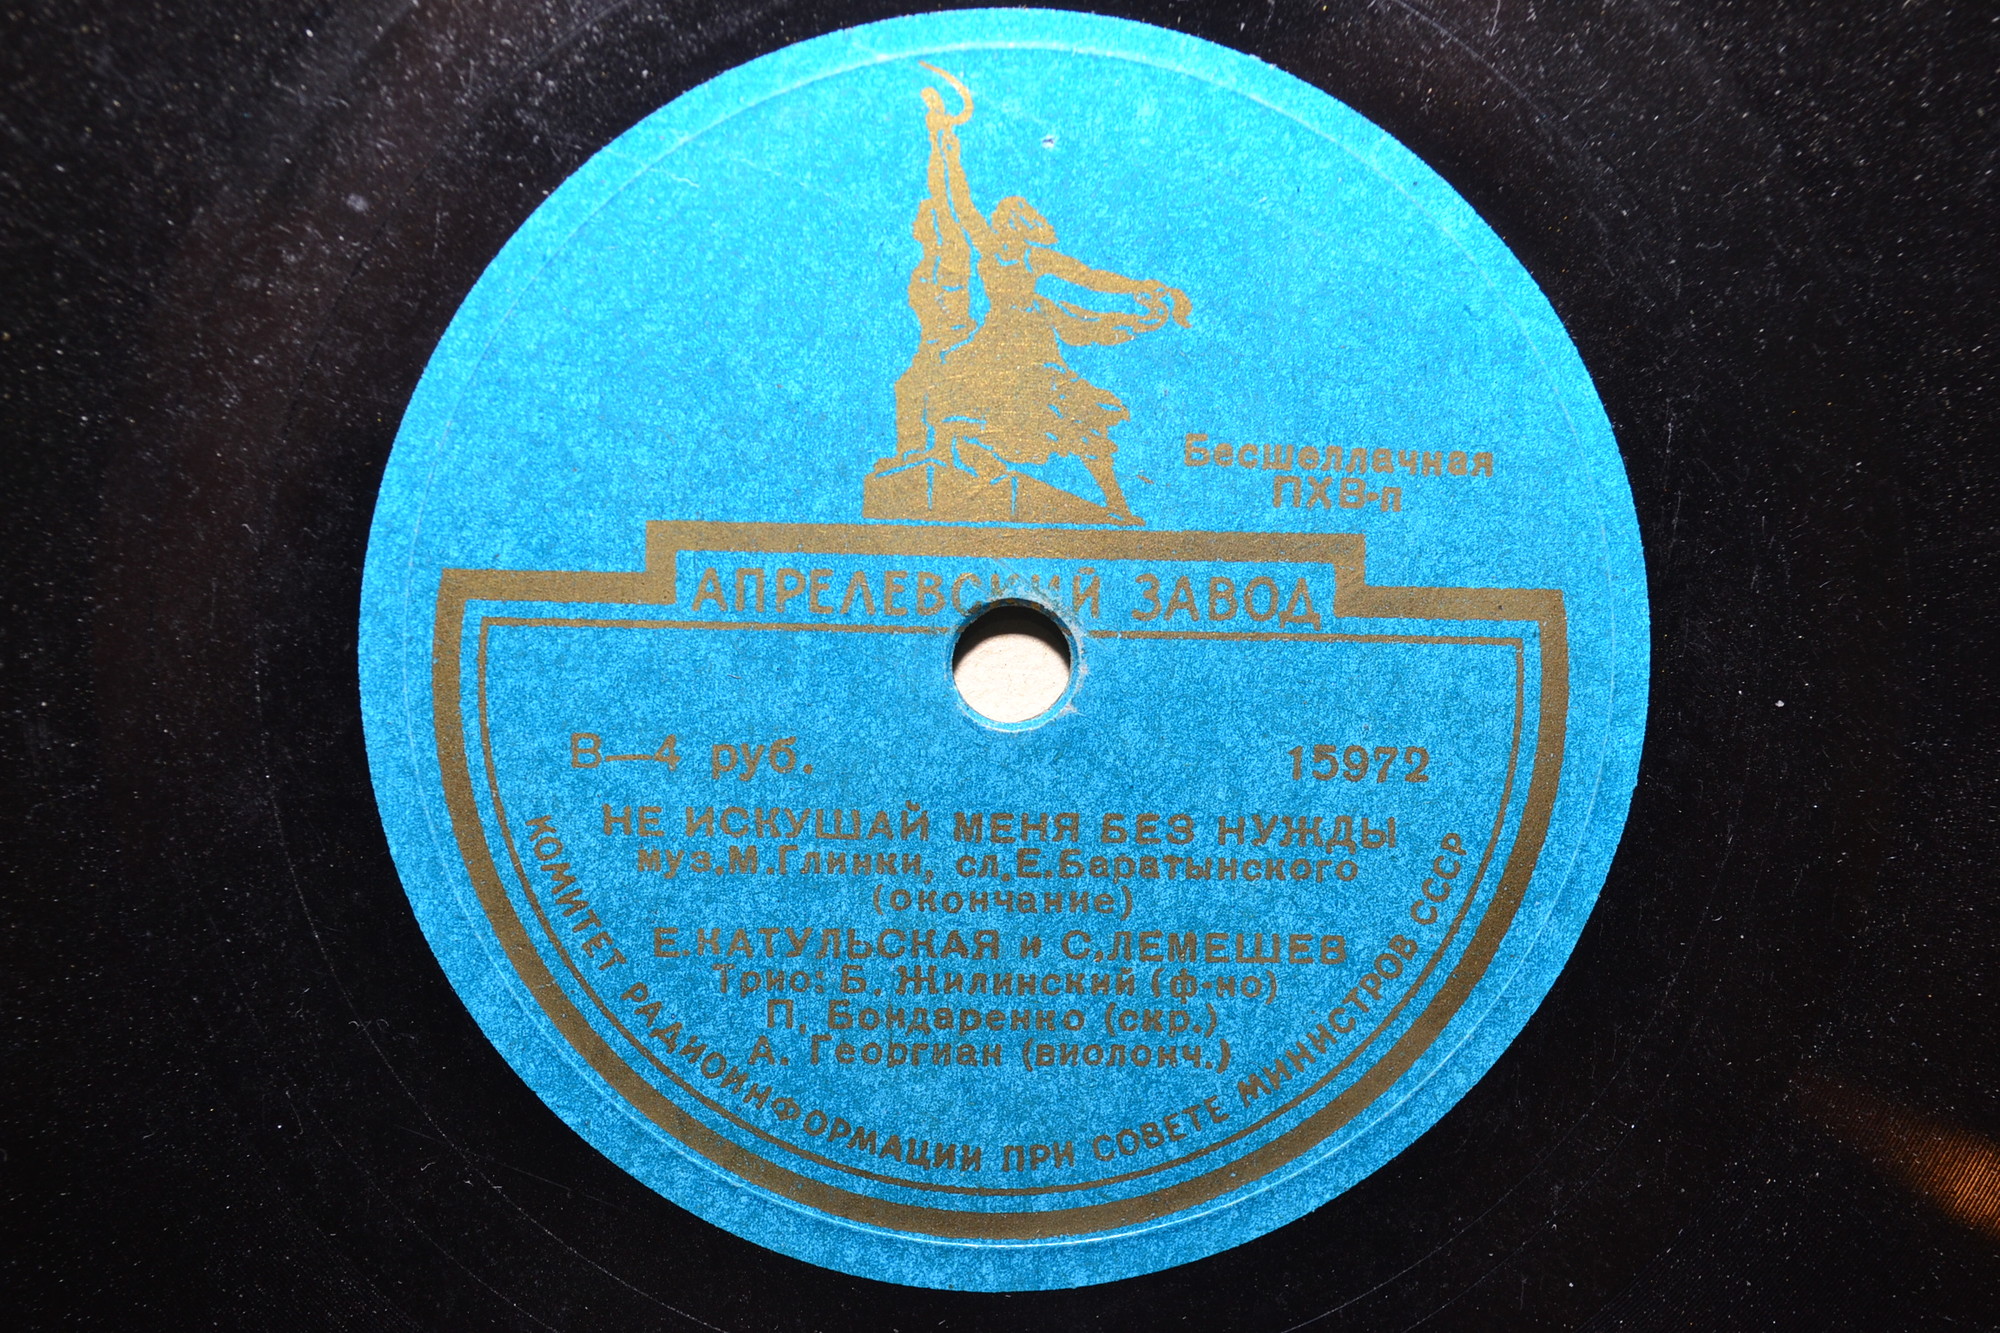 Бесшеллачная
ПХВ-п
АПРЕЛЕВСКИЙ ЗАВОД
В—4 руб.
15972
НЕ ИСКУШАЙ МЕНЯ БЕЗ НУЖДЫ
муз.М.Глинки, сл.Е.Баратынского
(окончание)
Е.КАТУЛЬСКАЯ и С.ЛЕМЕШЕВ
Трио: Б. Жилинский (ф-но)
П. Бондаренко (скр.)
А. Георгиан (виолонч.)
КОМИТЕТ РАДИОИНФОРМАЦИИ ПРИ СОВЕТЕ МИНИСТРОВ СССР